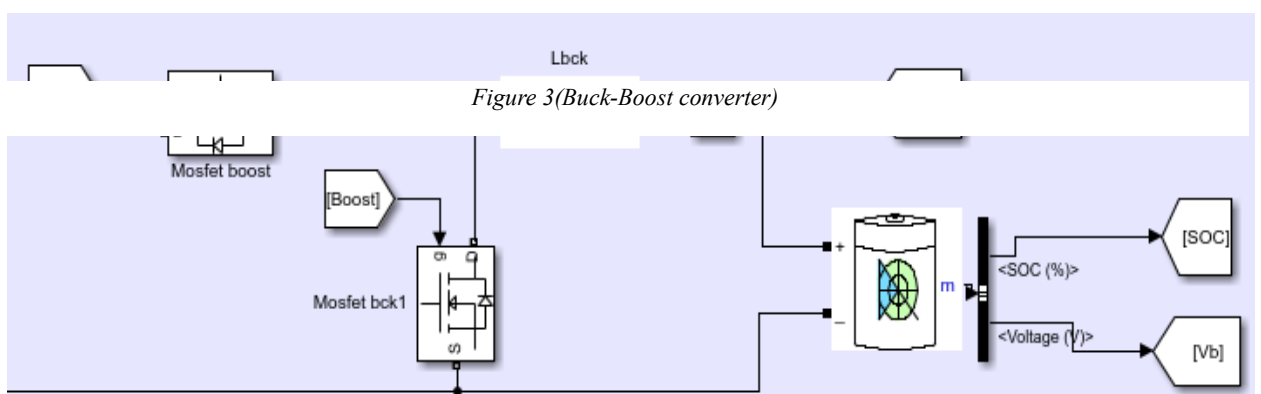 Lbck
Figure 3(Buck-Boost converter)
Mosfet boost
[Boost]
g
D
Mosfet bck1
S
+
_
m
<SOC (%)>
[SOC]
<Voltage (V)>
[Vb]